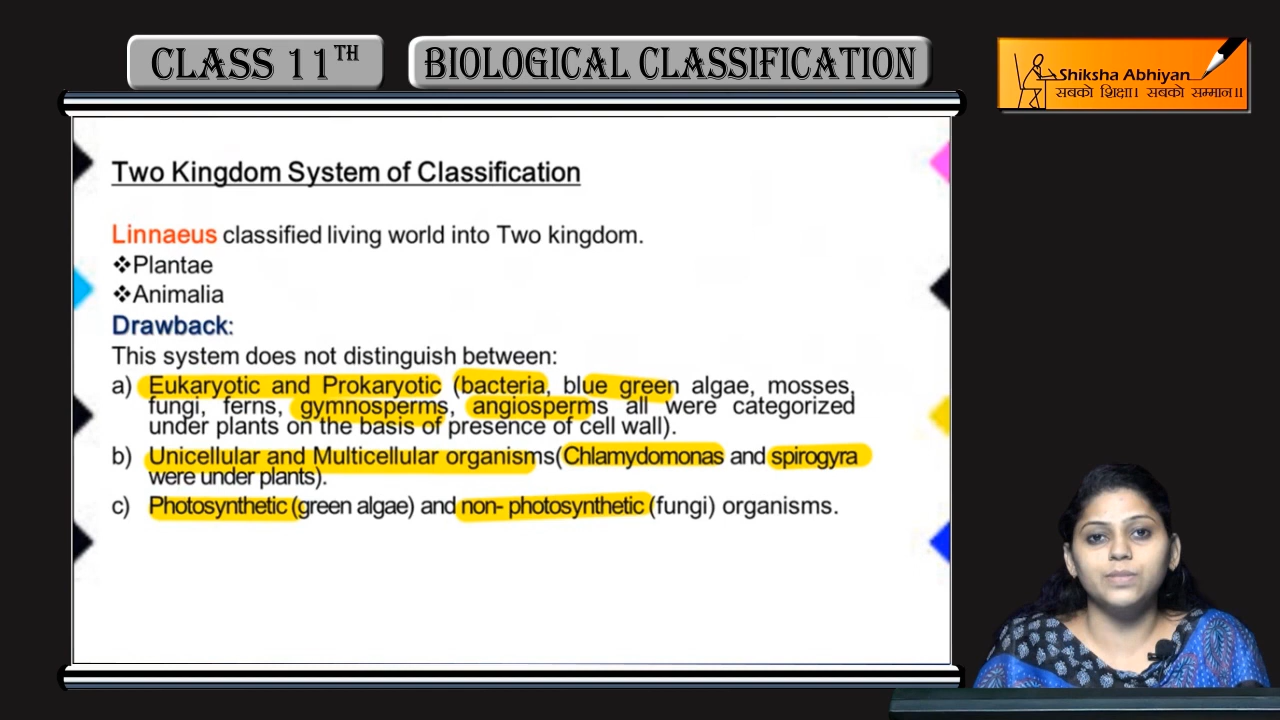 CLASS 11TH
BIOLOGICAL CLASSIFICATION
Shiksha Abhiyan
सबको शिक्षा। सबको सम्मान॥
Two Kingdom System of Classification
Linnaeus classified living world into Two kingdom.
❖Plantae
❖Animalia
Drawback:
This system does not distinguish between:
a) Eukaryotic and Prokaryotic (bacteria, blue green algae, mosses,
fungi, ferns, gymnosperms, angiosperms all were categorized
under plants on the basis of presence of cell wall).
b) Unicellular and Multicellular organisms(Chlamydomonas and spirogyra
were under plants).
c) Photosynthetic (green algae) and non- photosynthetic (fungi) organisms.